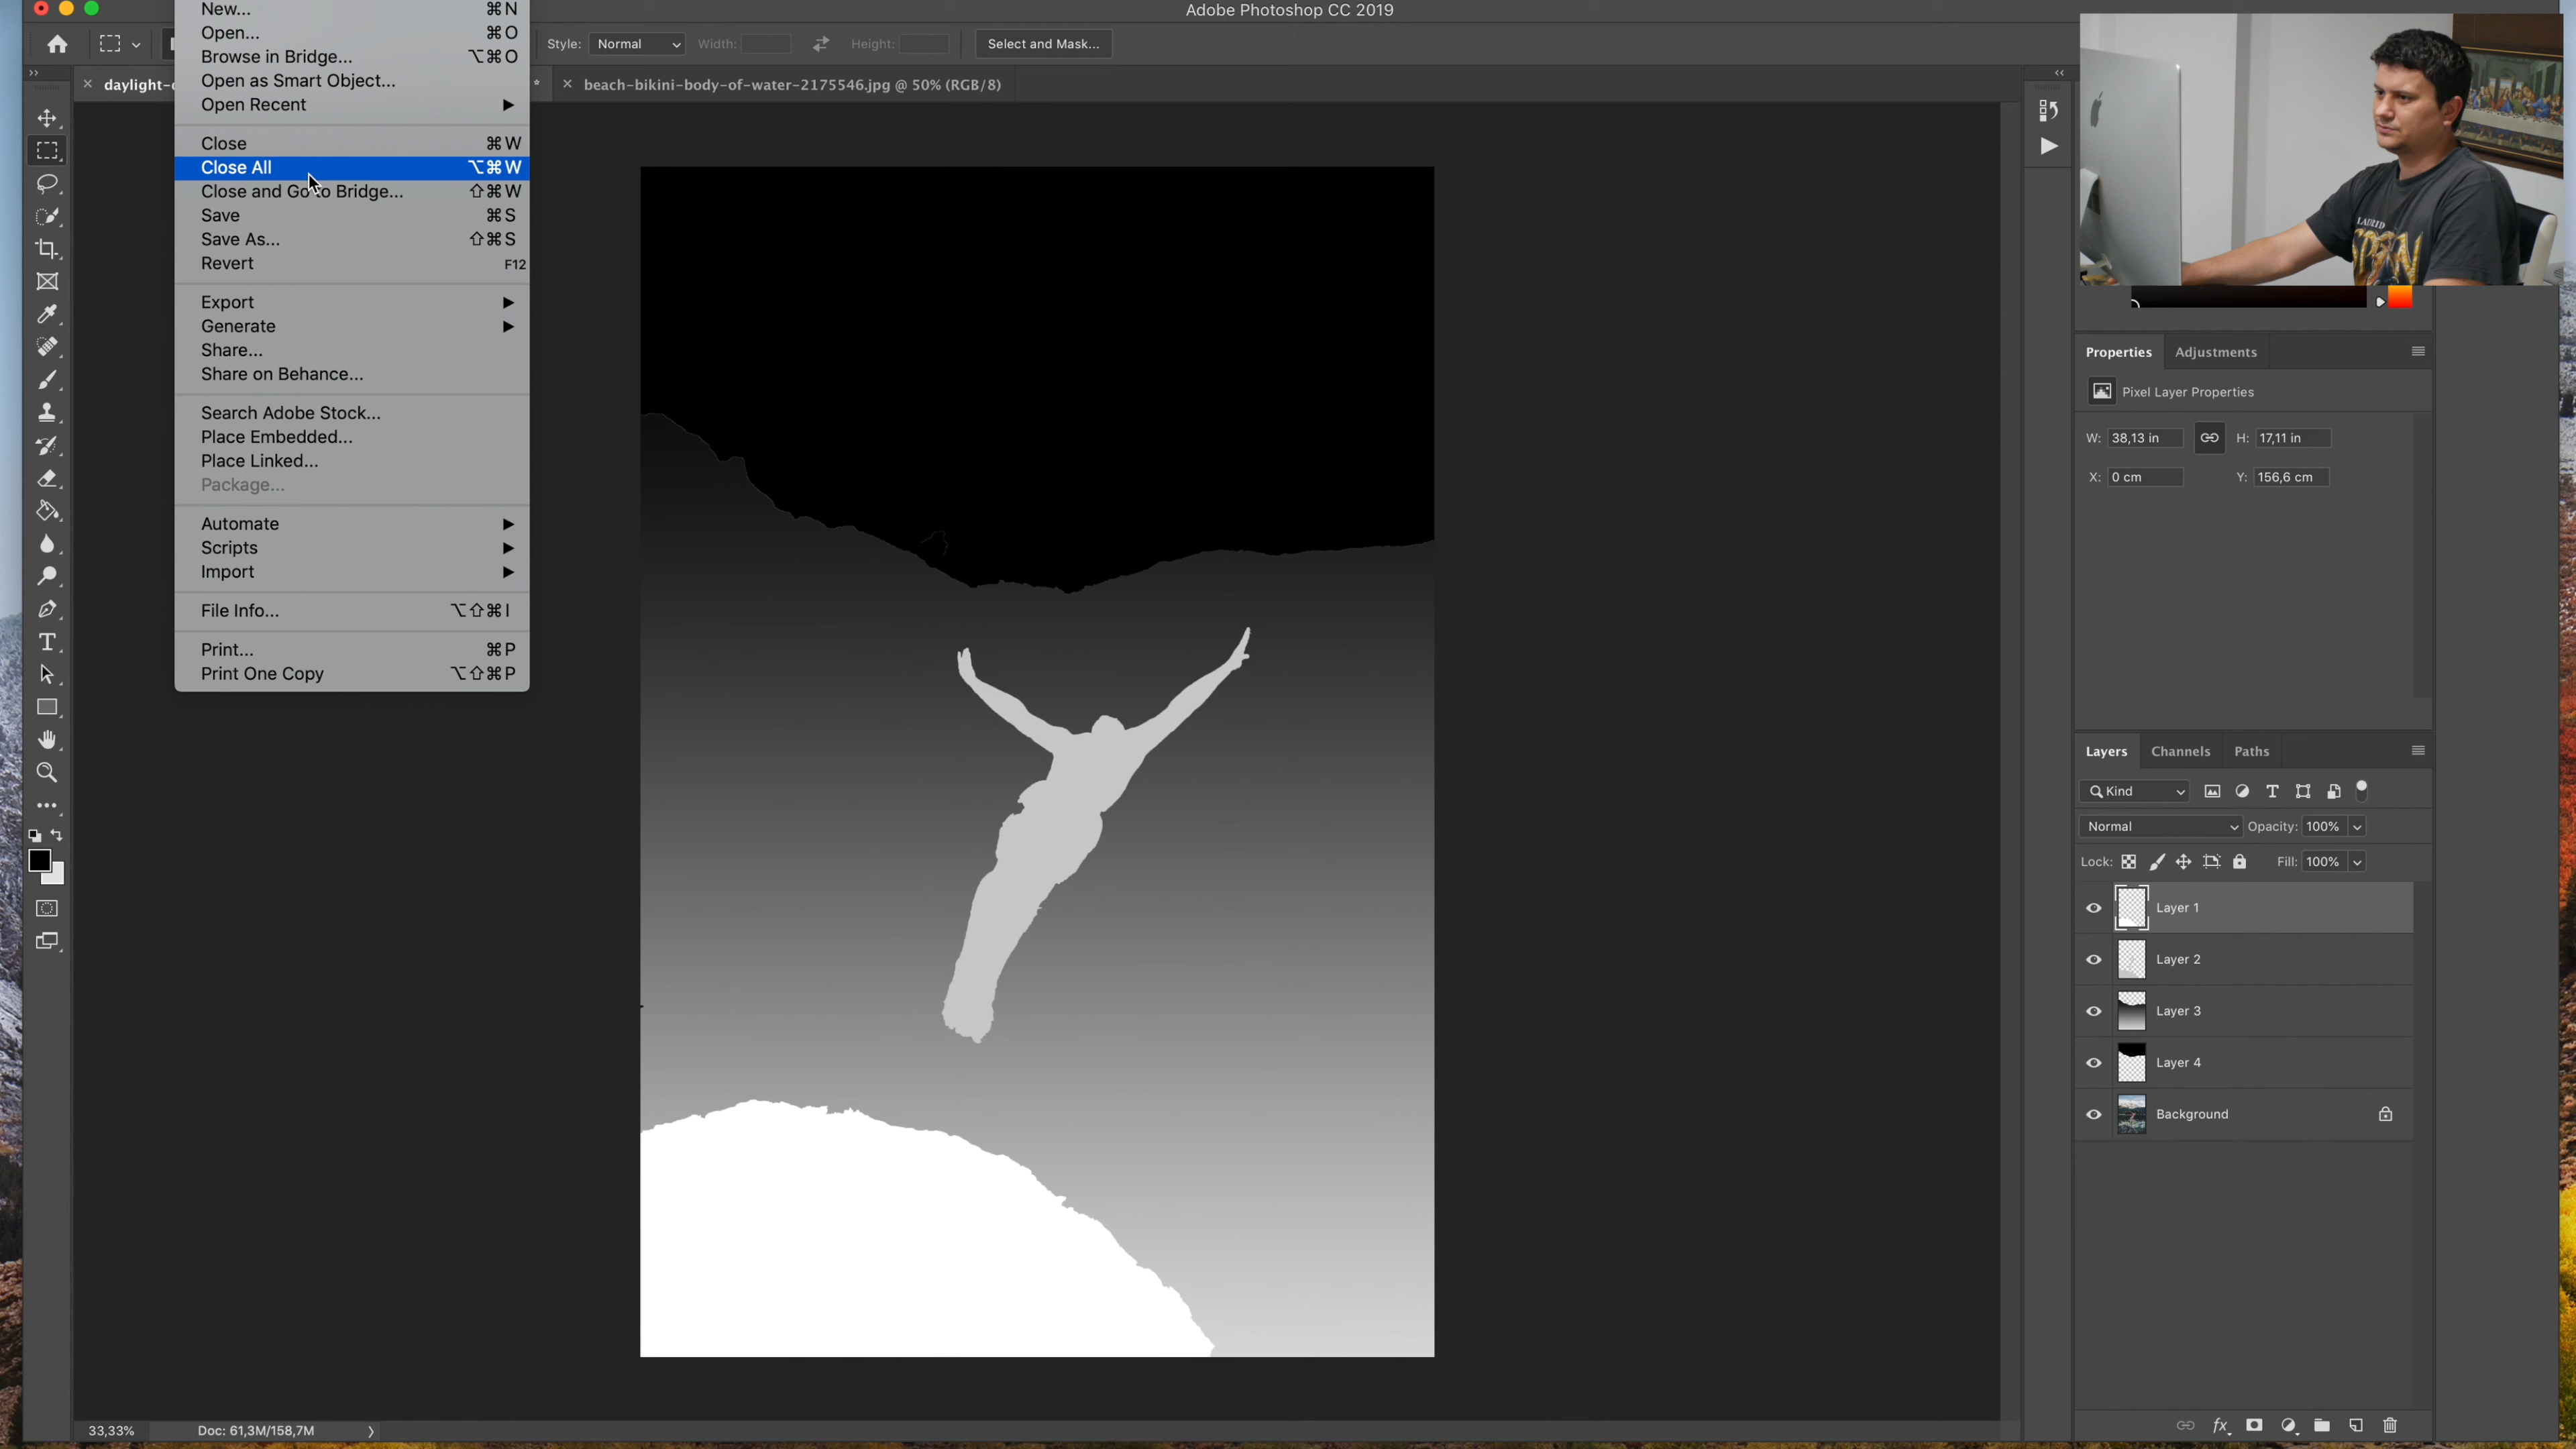 Adobe Photoshop CC 2019
New... ⌘N
Open... ⌘O
Browse in Bridge... ⌥⌘O
Open as Smart Object...
Open Recent
Close ⌘W
Close All ⌥⌘W
Close and Go to Bridge... ⇧⌘W
Save ⌘S
Save As... ⇧⌘S
Revert F12
Export
Generate
Share...
Share on Behance...
Search Adobe Stock...
Place Embedded...
Place Linked...
Package...
Automate
Scripts
Import
File Info... ⌥⇧⌘I
Print... ⌘P
Print One Copy ⌥⇧⌘P
Style: Normal Width: Height: Select and Mask...
daylight- * beach-bikini-body-of-water-2175546.jpg @ 50% (RGB/8)
LAURID
Properties Adjustments
Pixel Layer Properties
W: 38,13 in H: 17,11 in
X: 0 cm Y: 156,6 cm
Layers Channels Paths
Kind
Normal Opacity: 100%
Lock: Fill: 100%
Layer 1
Layer 2
Layer 3
Layer 4
Background
33,33% Doc: 61,3M/158,7M